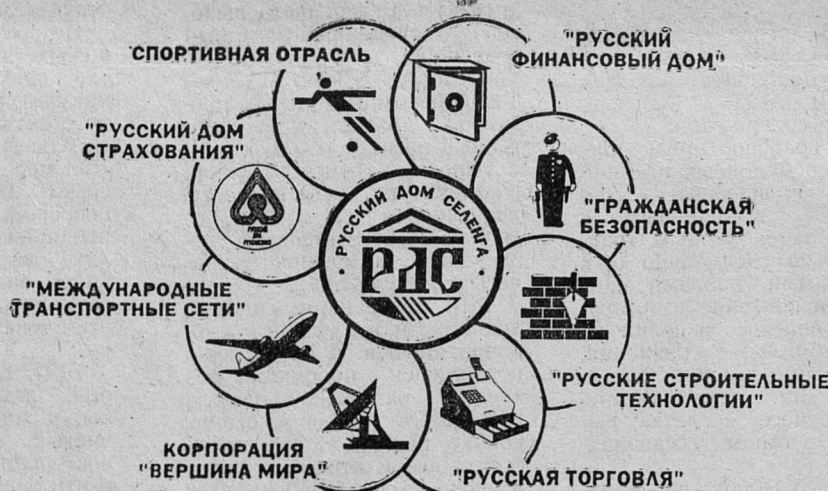 СПОРТИВНАЯ ОТРАСЛЬ
"РУССКИЙ
ФИНАНСОВЫЙ ДОМ"
"РУССКИЙ ДОМ
СТРАХОВАНИЯ"
"ГРАЖДАНСКАЯ
БЕЗОПАСНОСТЬ"
· РУССКИЙ ДОМ СЕЛЕНГА ·
РДС
"МЕЖДУНАРОДНЫЕ
ТРАНСПОРТНЫЕ СЕТИ"
"РУССКИЕ СТРОИТЕЛЬНЫЕ
ТЕХНОЛОГИИ"
КОРПОРАЦИЯ
"ВЕРШИНА МИРА"
"РУССКАЯ ТОРГОВЛЯ"